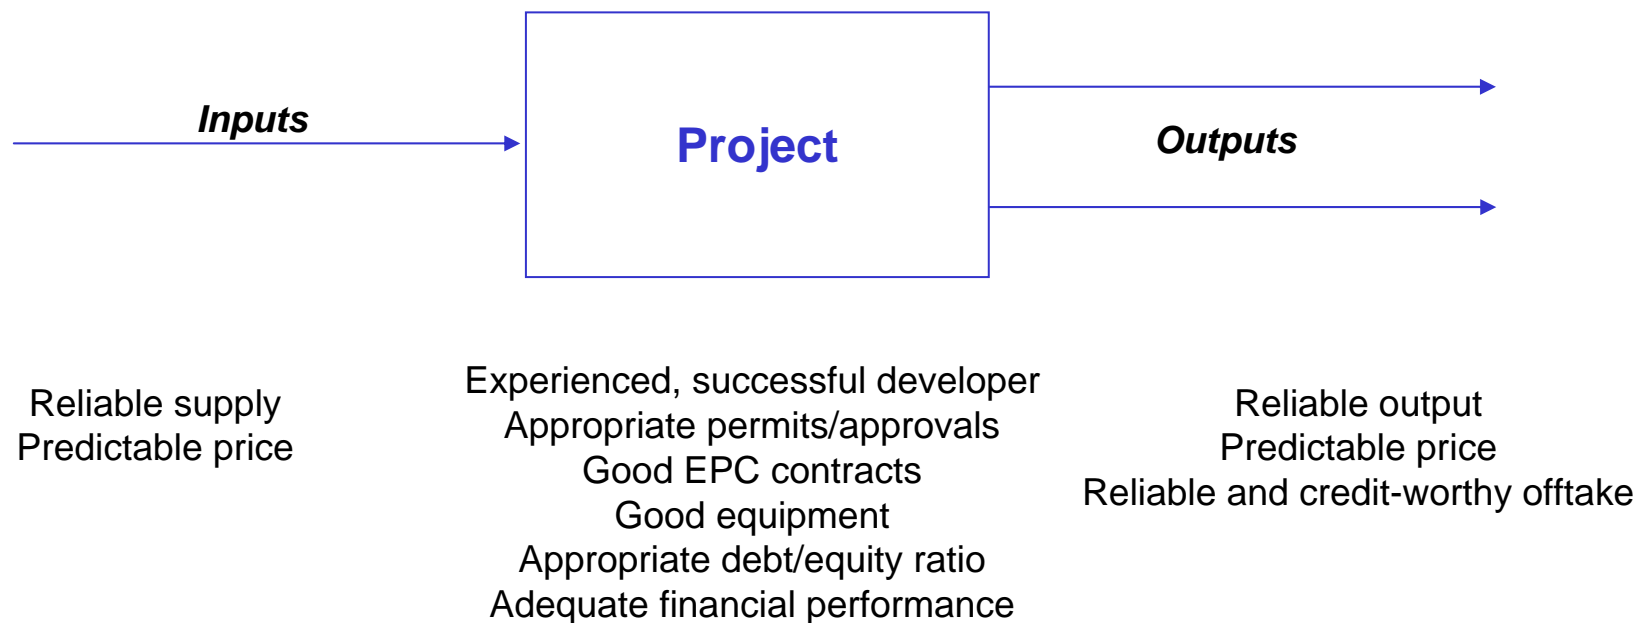 Inputs
Project
Outputs
Reliable supply
Predictable price
Experienced, successful developer
Appropriate permits/approvals
Good EPC contracts
Good equipment
Appropriate debt/equity ratio
Adequate financial performance
Reliable output
Predictable price
Reliable and credit-worthy offtake